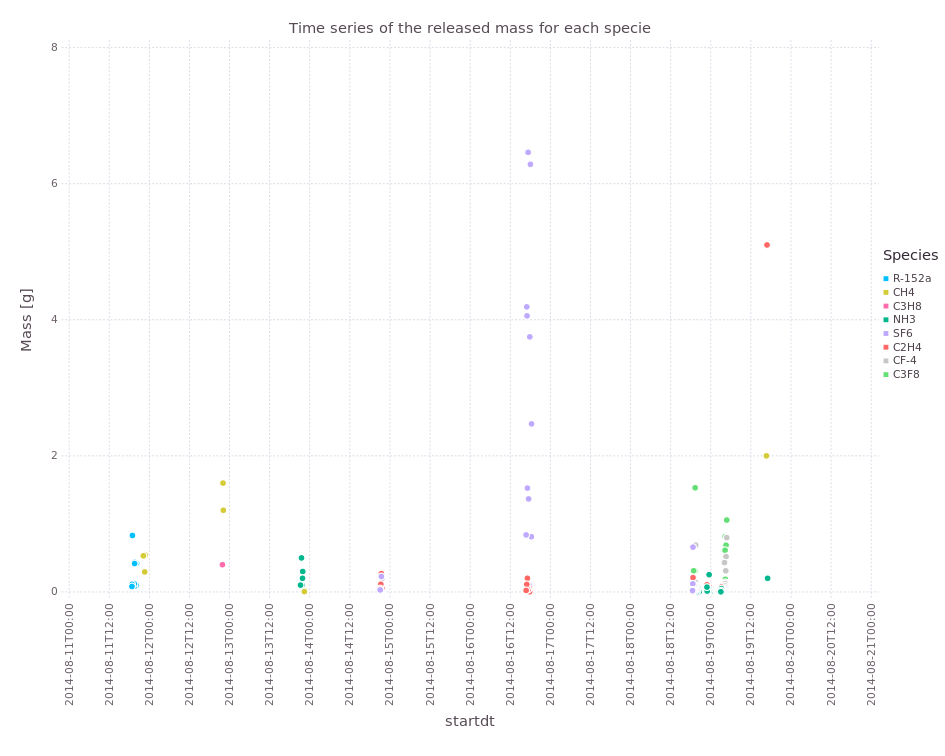 Time series of the released mass for each specie
Mass [g]
8
6
4
2
0
2014-08-11T00:00
2014-08-11T12:00
2014-08-12T00:00
2014-08-12T12:00
2014-08-13T00:00
2014-08-13T12:00
2014-08-14T00:00
2014-08-14T12:00
2014-08-15T00:00
2014-08-15T12:00
2014-08-16T00:00
2014-08-16T12:00
2014-08-17T00:00
2014-08-17T12:00
2014-08-18T00:00
2014-08-18T12:00
2014-08-19T00:00
2014-08-19T12:00
2014-08-20T00:00
2014-08-20T12:00
2014-08-21T00:00
startdt
Species
R-152a
CH4
C3H8
NH3
SF6
C2H4
CF-4
C3F8